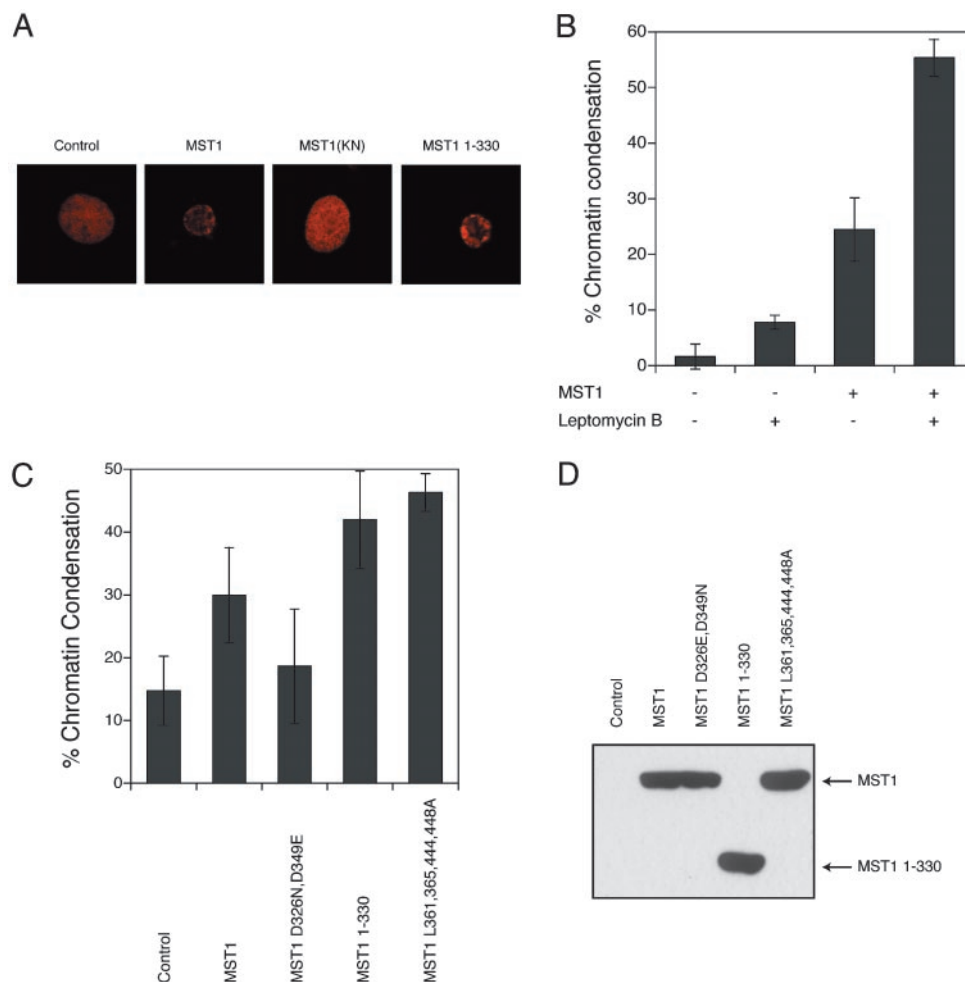 A
Control
MST1
MST1(KN)
MST1 1-330
B
% Chromatin condensation
60
50
40
30
20
10
0
MST1 - - + +
Leptomycin B - + - +
C
% Chromatin Condensation
50
40
30
20
10
0
Control
MST1
MST1 D326N,D349E
MST1 1-330
MST1 L361,365,444,448A
D
Control
MST1
MST1 D326E,D349N
MST1 1-330
MST1 L361,365,444,448A
MST1
MST1 1-330